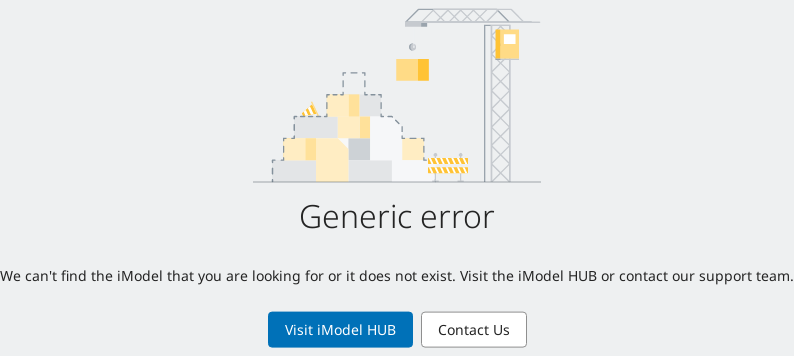 Generic error
We can't find the iModel that you are looking for or it does not exist. Visit the iModel HUB or contact our support team.
Visit iModel HUB
Contact Us